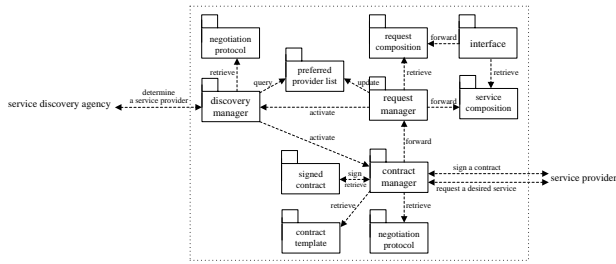 negotiation
protocol
request
composition
forward
interface
retrieve
query
preferred
provider list
update
retrieve
retrieve
determine
a service provider
service discovery agency
discovery
manager
request
manager
forward
service
composition
activate
activate
forward
signed
contract
sign
retrieve
contract
manager
sign a contract
request a desired service
service provider
retrieve
retrieve
contract
template
negotiation
protocol